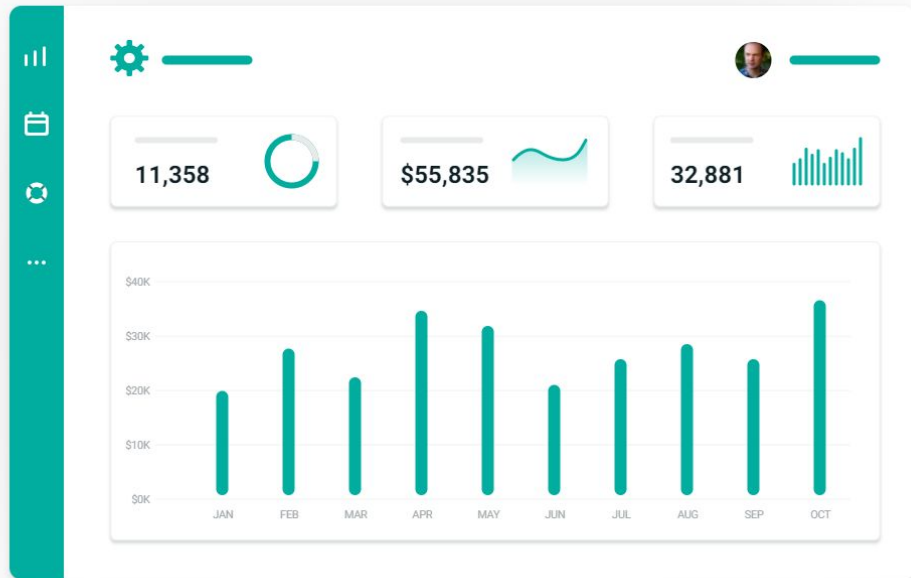 11,358
$55,835
32,881
$40K
$30K
$20K
$10K
$0K
JAN FEB MAR APR MAY JUN JUL AUG SEP OCT